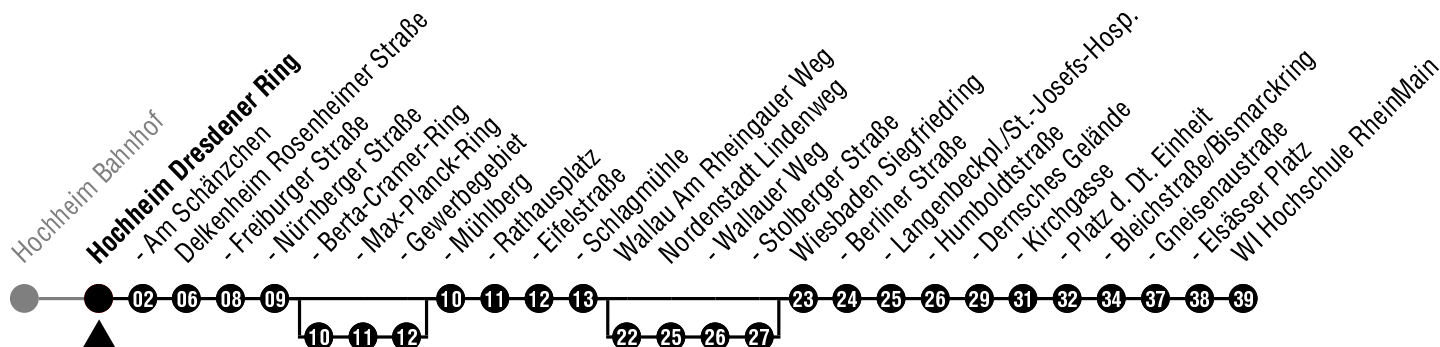 Hochheim Bahnhof
Hochheim Dresdener Ring
- Am Schänzchen
Delkenheim Rosenheimer Straße
- Freiburger Straße
- Nürnberger Straße
- Berta-Cramer-Ring
- Max-Planck-Ring
- Gewerbegebiet
- Mühlberg
- Rathausplatz
- Eifelstraße
- Schlagmühle
Wallau Am Rheingauer Weg
Nordenstadt Lindenweg
- Wallauer Weg
- Stolberger Straße
Wiesbaden Siegfriedring
- Berliner Straße
- Langenbeckpl./St.-Josefs-Hosp.
- Humboldtstraße
- Dernsches Gelände
- Kirchgasse
- Platz d. Dt. Einheit
- Bleichstraße/Bismarckring
- Gneisenaustraße
- Elsässer Platz
WI Hochschule RheinMain
02 06 08 09 10 11 12 13 23 24 25 26 29 31 32 34 37 38 39
10 11 12 22 25 26 27